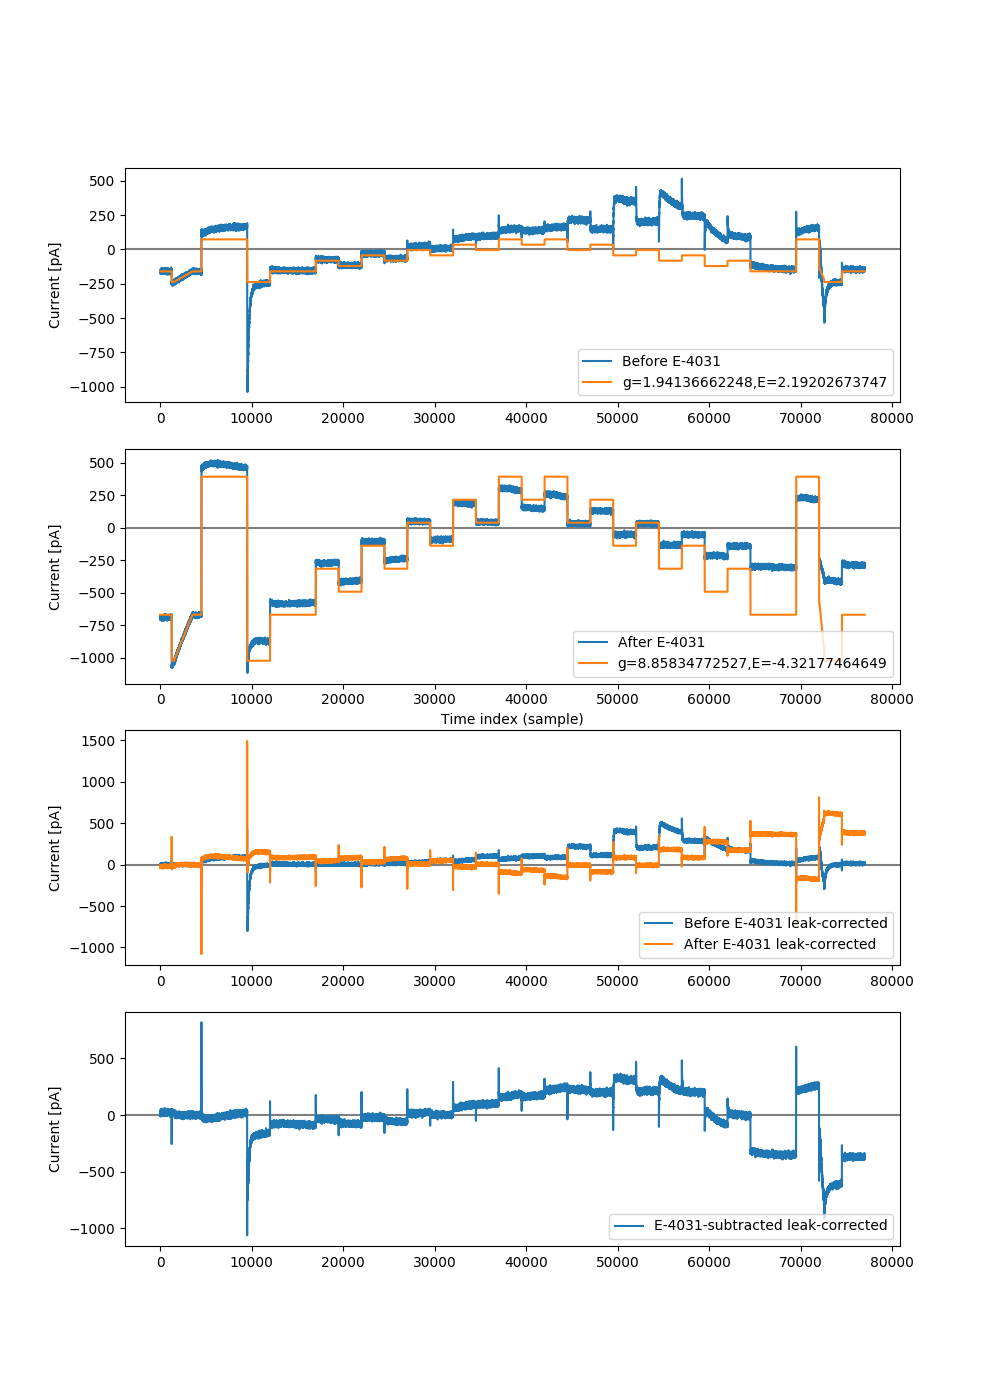 500
250
0
−250
−500
−750
−1000
Current [pA]
Before E-4031
g=1.94136662248,E=2.19202673747
0 10000 20000 30000 40000 50000 60000 70000 80000
500
250
0
−250
−500
−750
−1000
Current [pA]
After E-4031
g=8.85834772527,E=-4.32177464649
0 10000 20000 30000 40000 50000 60000 70000 80000
Time index (sample)
1500
1000
500
0
−500
−1000
Current [pA]
Before E-4031 leak-corrected
After E-4031 leak-corrected
0 10000 20000 30000 40000 50000 60000 70000 80000
500
0
−500
−1000
Current [pA]
E-4031-subtracted leak-corrected
0 10000 20000 30000 40000 50000 60000 70000 80000